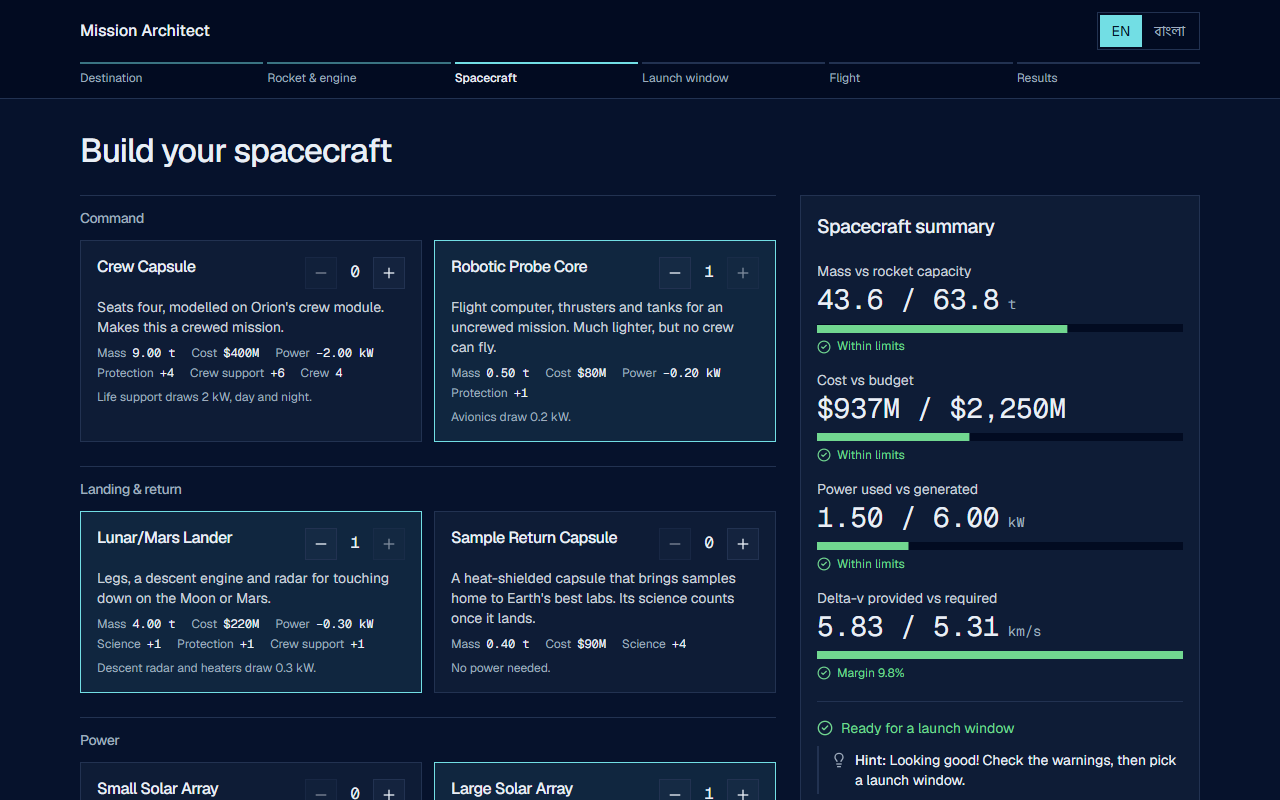 Mission Architect
EN বাংলা
Destination Rocket & engine Spacecraft Launch window Flight Results
Build your spacecraft
Command
Crew Capsule − 0 +
Seats four, modelled on Orion's crew module.
Makes this a crewed mission.
Mass 9.00 t Cost $400M Power −2.00 kW
Protection +4 Crew support +6 Crew 4
Life support draws 2 kW, day and night.
Robotic Probe Core − 1 +
Flight computer, thrusters and tanks for an
uncrewed mission. Much lighter, but no crew
can fly.
Mass 0.50 t Cost $80M Power −0.20 kW
Protection +1
Avionics draw 0.2 kW.
Landing & return
Lunar/Mars Lander − 1 +
Legs, a descent engine and radar for touching
down on the Moon or Mars.
Mass 4.00 t Cost $220M Power −0.30 kW
Science +1 Protection +1 Crew support +1
Descent radar and heaters draw 0.3 kW.
Sample Return Capsule − 0 +
A heat-shielded capsule that brings samples
home to Earth's best labs. Its science counts
once it lands.
Mass 0.40 t Cost $90M Science +4
No power needed.
Power
Small Solar Array − 0 +
Large Solar Array − 1 +
Spacecraft summary
Mass vs rocket capacity
43.6 / 63.8 t
Within limits
Cost vs budget
$937M / $2,250M
Within limits
Power used vs generated
1.50 / 6.00 kW
Within limits
Delta-v provided vs required
5.83 / 5.31 km/s
Margin 9.8%
Ready for a launch window
Hint: Looking good! Check the warnings, then pick
a launch window.